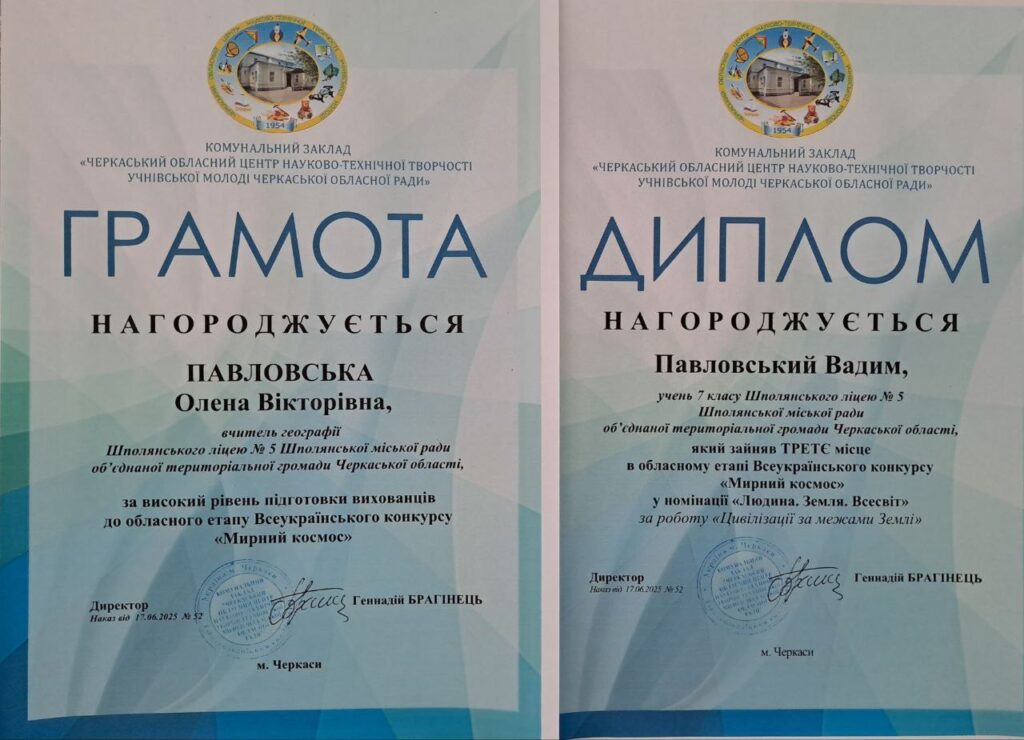 1954
КОМУНАЛЬНИЙ ЗАКЛАД
«ЧЕРКАСЬКИЙ ОБЛАСНИЙ ЦЕНТР НАУКОВО-ТЕХНІЧНОЇ ТВОРЧОСТІ
УЧНІВСЬКОЇ МОЛОДІ ЧЕРКАСЬКОЇ ОБЛАСНОЇ РАДИ»
ГРАМОТА
НАГОРОДЖУЄТЬСЯ
ПАВЛОВСЬКА
Олена Вікторівна,
вчитель географії
Шполянського ліцею № 5 Шполянської міської ради
об’єднаної територіальної громади Черкаської області,
за високий рівень підготовки вихованців
до обласного етапу Всеукраїнського конкурсу
«Мирний космос»
Директор
Наказ від 17.06.2025 № 52
Геннадій БРАГІНЕЦЬ
м. Черкаси
1954
КОМУНАЛЬНИЙ ЗАКЛАД
«ЧЕРКАСЬКИЙ ОБЛАСНИЙ ЦЕНТР НАУКОВО-ТЕХНІЧНОЇ ТВОРЧОСТІ
УЧНІВСЬКОЇ МОЛОДІ ЧЕРКАСЬКОЇ ОБЛАСНОЇ РАДИ»
ДИПЛОМ
НАГОРОДЖУЄТЬСЯ
Павловський Вадим,
учень 7 класу Шполянського ліцею № 5
Шполянської міської ради
об’єднаної територіальної громади Черкаської області,
який зайняв ТРЕТЄ місце
в обласному етапі Всеукраїнського конкурсу
«Мирний космос»
у номінації «Людина. Земля. Всесвіт»
за роботу «Цивілізації за межами Землі»
Директор
Наказ від 17.06.2025 № 52
Геннадій БРАГІНЕЦЬ
м. Черкаси